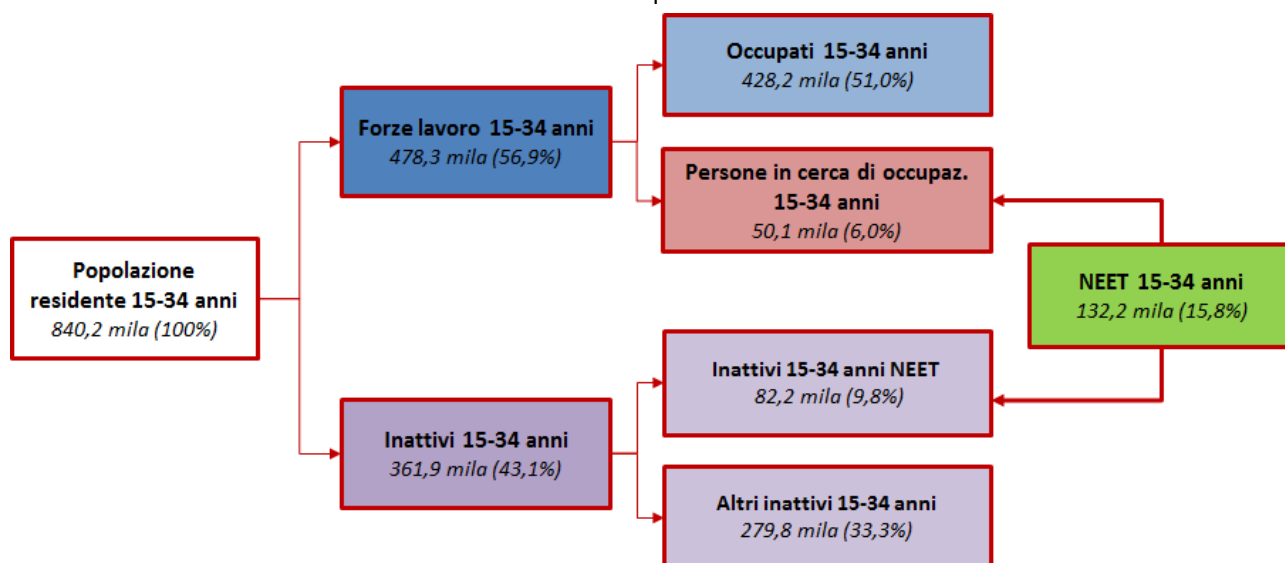 Popolazione
residente 15-34 anni
840,2 mila (100%)
Forze lavoro 15-34 anni
478,3 mila (56,9%)
Inattivi 15-34 anni
361,9 mila (43,1%)
Occupati 15-34 anni
428,2 mila (51,0%)
Persone in cerca di occupaz.
15-34 anni
50,1 mila (6,0%)
Inattivi 15-34 anni NEET
82,2 mila (9,8%)
Altri inattivi 15-34 anni
279,8 mila (33,3%)
NEET 15-34 anni
132,2 mila (15,8%)